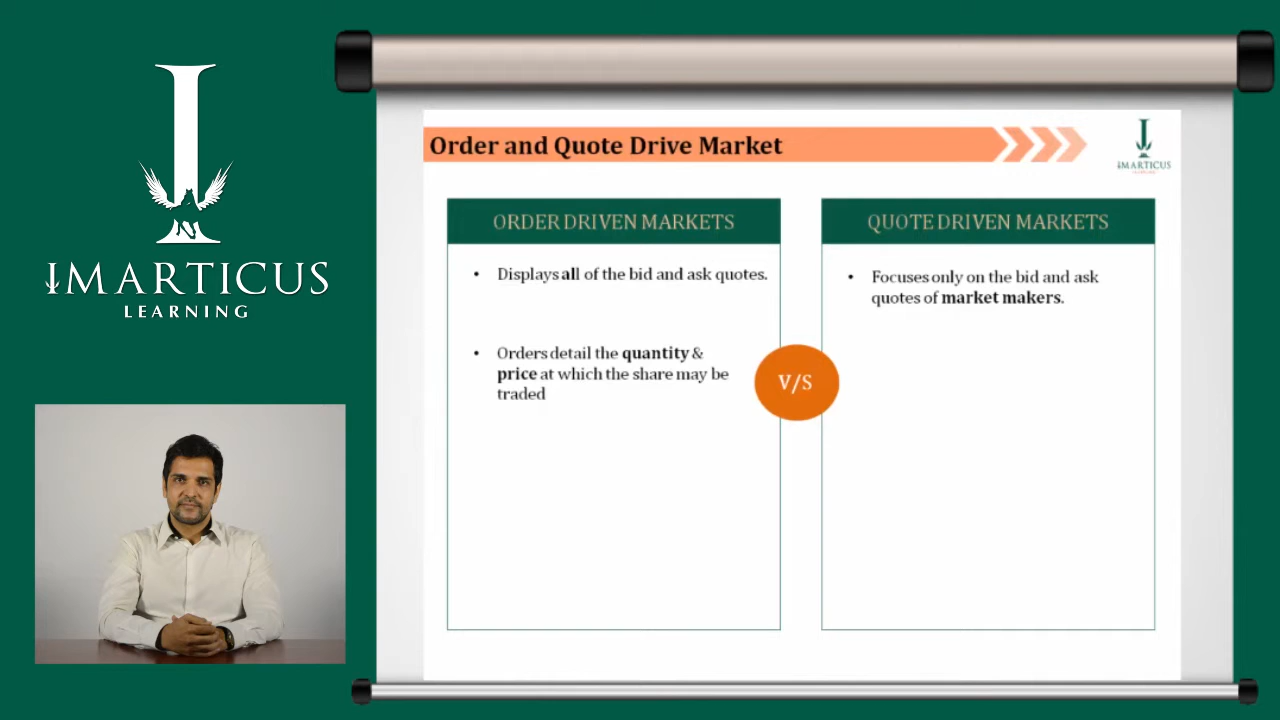 IMARTICUS
LEARNING
Order and Quote Drive Market
IMARTICUS
ORDER DRIVEN MARKETS
• Displays all of the bid and ask quotes.
• Orders detail the quantity &
price at which the share may be
traded
V/S
QUOTE DRIVEN MARKETS
• Focuses only on the bid and ask
quotes of market makers.